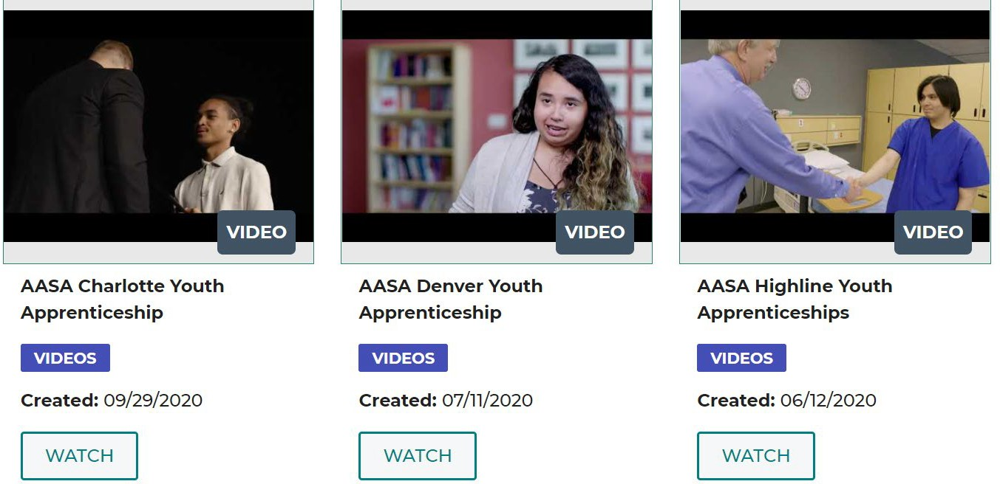 VIDEO
AASA Charlotte Youth
Apprenticeship
VIDEOS
Created: 09/29/2020
WATCH
VIDEO
AASA Denver Youth
Apprenticeship
VIDEOS
Created: 07/11/2020
WATCH
VIDEO
AASA Highline Youth
Apprenticeships
VIDEOS
Created: 06/12/2020
WATCH